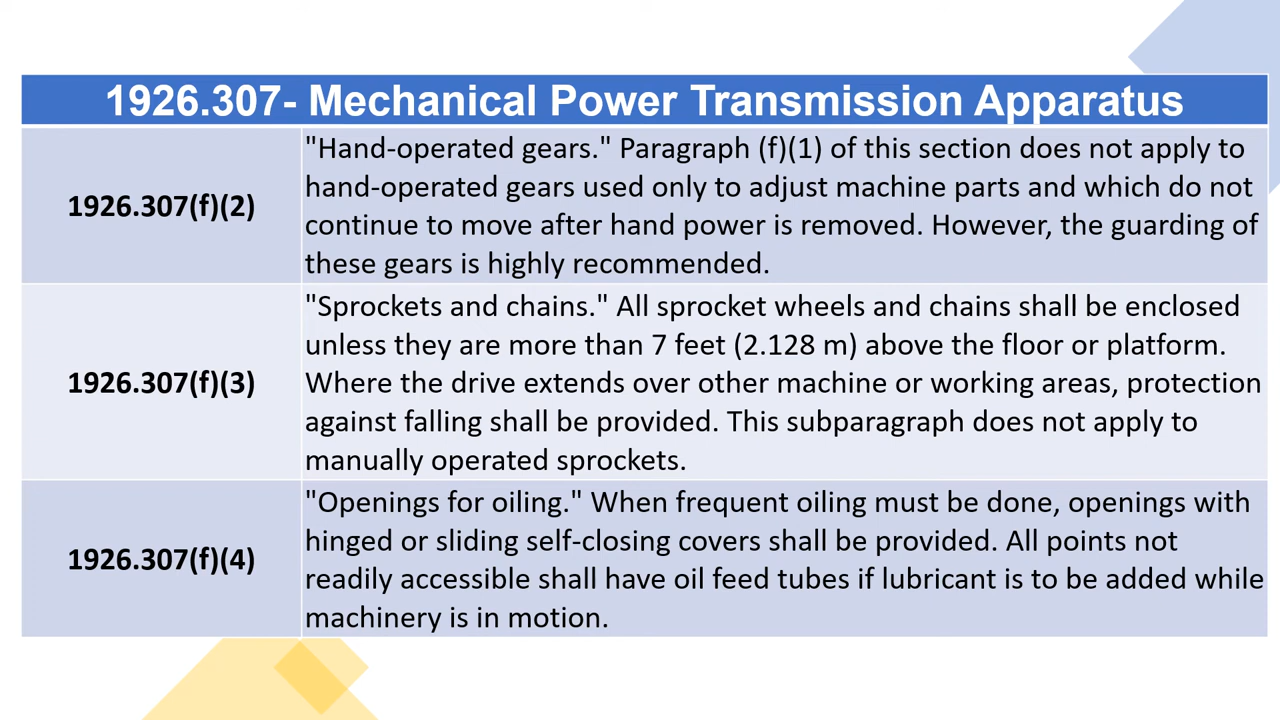 1926.307- Mechanical Power Transmission Apparatus
1926.307(f)(2)
"Hand-operated gears." Paragraph (f)(1) of this section does not apply to
hand-operated gears used only to adjust machine parts and which do not
continue to move after hand power is removed. However, the guarding of
these gears is highly recommended.
1926.307(f)(3)
"Sprockets and chains." All sprocket wheels and chains shall be enclosed
unless they are more than 7 feet (2.128 m) above the floor or platform.
Where the drive extends over other machine or working areas, protection
against falling shall be provided. This subparagraph does not apply to
manually operated sprockets.
1926.307(f)(4)
"Openings for oiling." When frequent oiling must be done, openings with
hinged or sliding self-closing covers shall be provided. All points not
readily accessible shall have oil feed tubes if lubricant is to be added while
machinery is in motion.